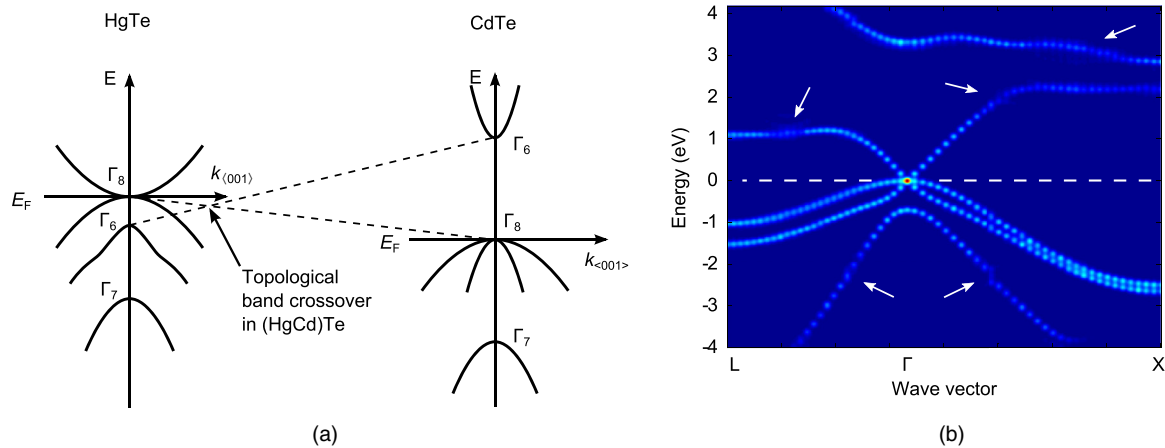 HgTe
CdTe
E
Γ8
k⟨001⟩
EF
Γ6
Γ7
Topological
band crossover
in (HgCd)Te
E
Γ6
Γ8
EF
k<001>
Γ7
(a)
Energy (eV)
4
3
2
1
0
-1
-2
-3
-4
L
Γ
X
Wave vector
(b)